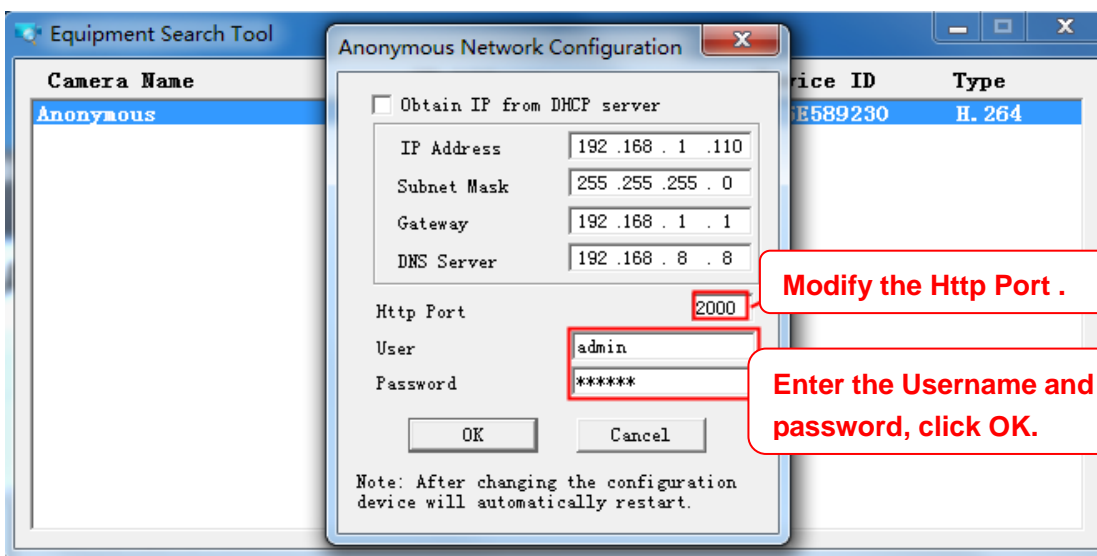 Equipment Search Tool
Anonymous Network Configuration
Camera Name vice ID Type
Anonymous 5E589230 H.264
Obtain IP from DHCP server
IP Address 192 .168 . 1 .110
Subnet Mask 255 .255 .255 . 0
Gateway 192 .168 . 1 . 1
DNS Server 192 .168 . 8 . 8
Modify the Http Port .
Http Port 2000
User admin
Password ******
Enter the Username and
password, click OK.
OK Cancel
Note: After changing the configuration
device will automatically restart.